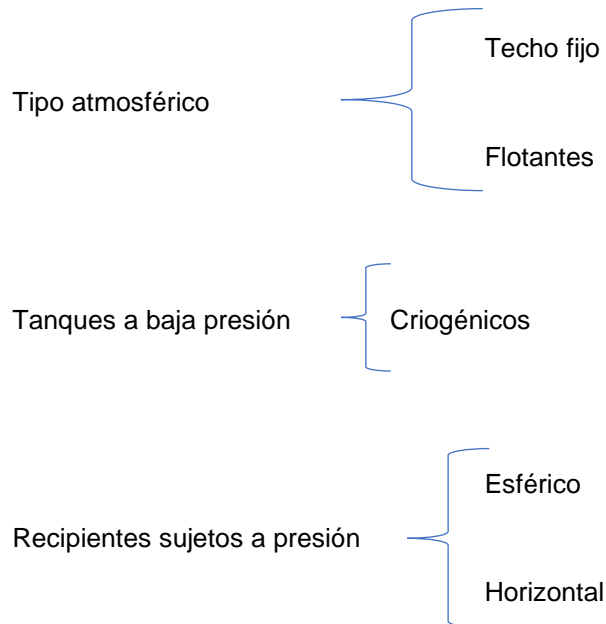 Techo fijo
Tipo atmosférico
Flotantes
Tanques a baja presión
Criogénicos
Esférico
Recipientes sujetos a presión
Horizontal